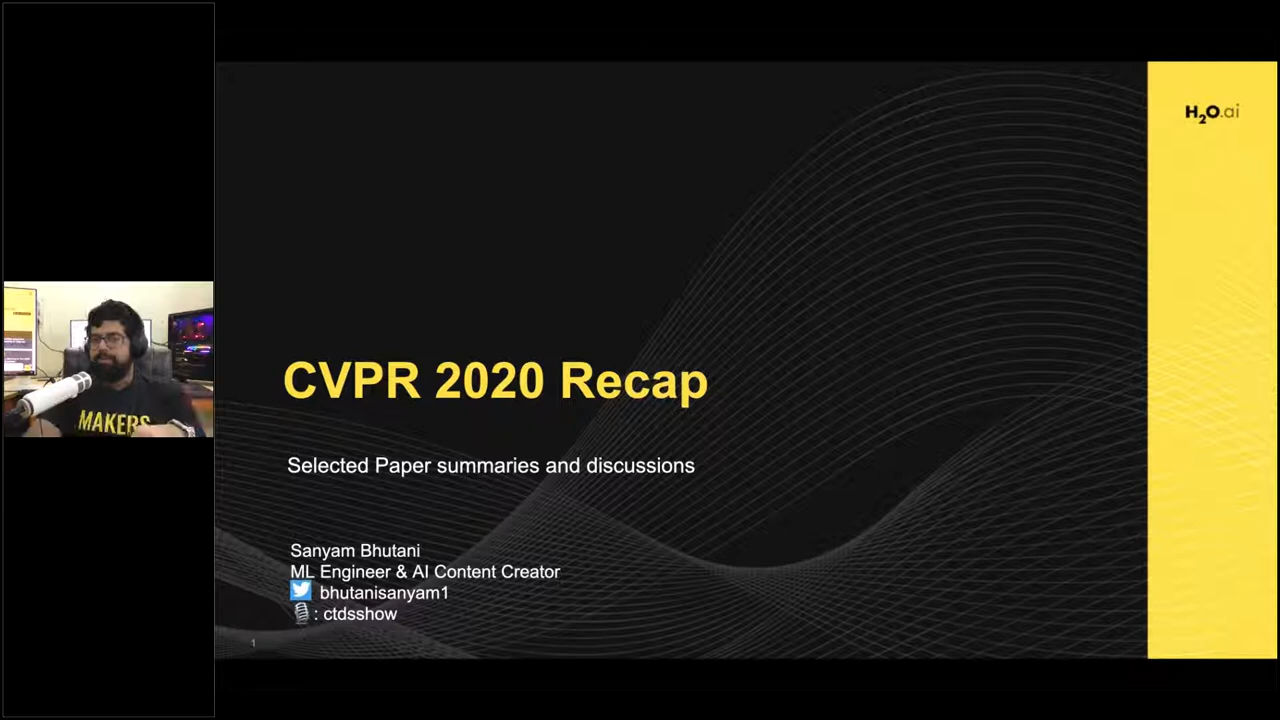 H2O.ai
CVPR 2020 Recap
Selected Paper summaries and discussions
Sanyam Bhutani
ML Engineer & AI Content Creator
bhutanisanyam1
: ctdsshow
1
MAKERS